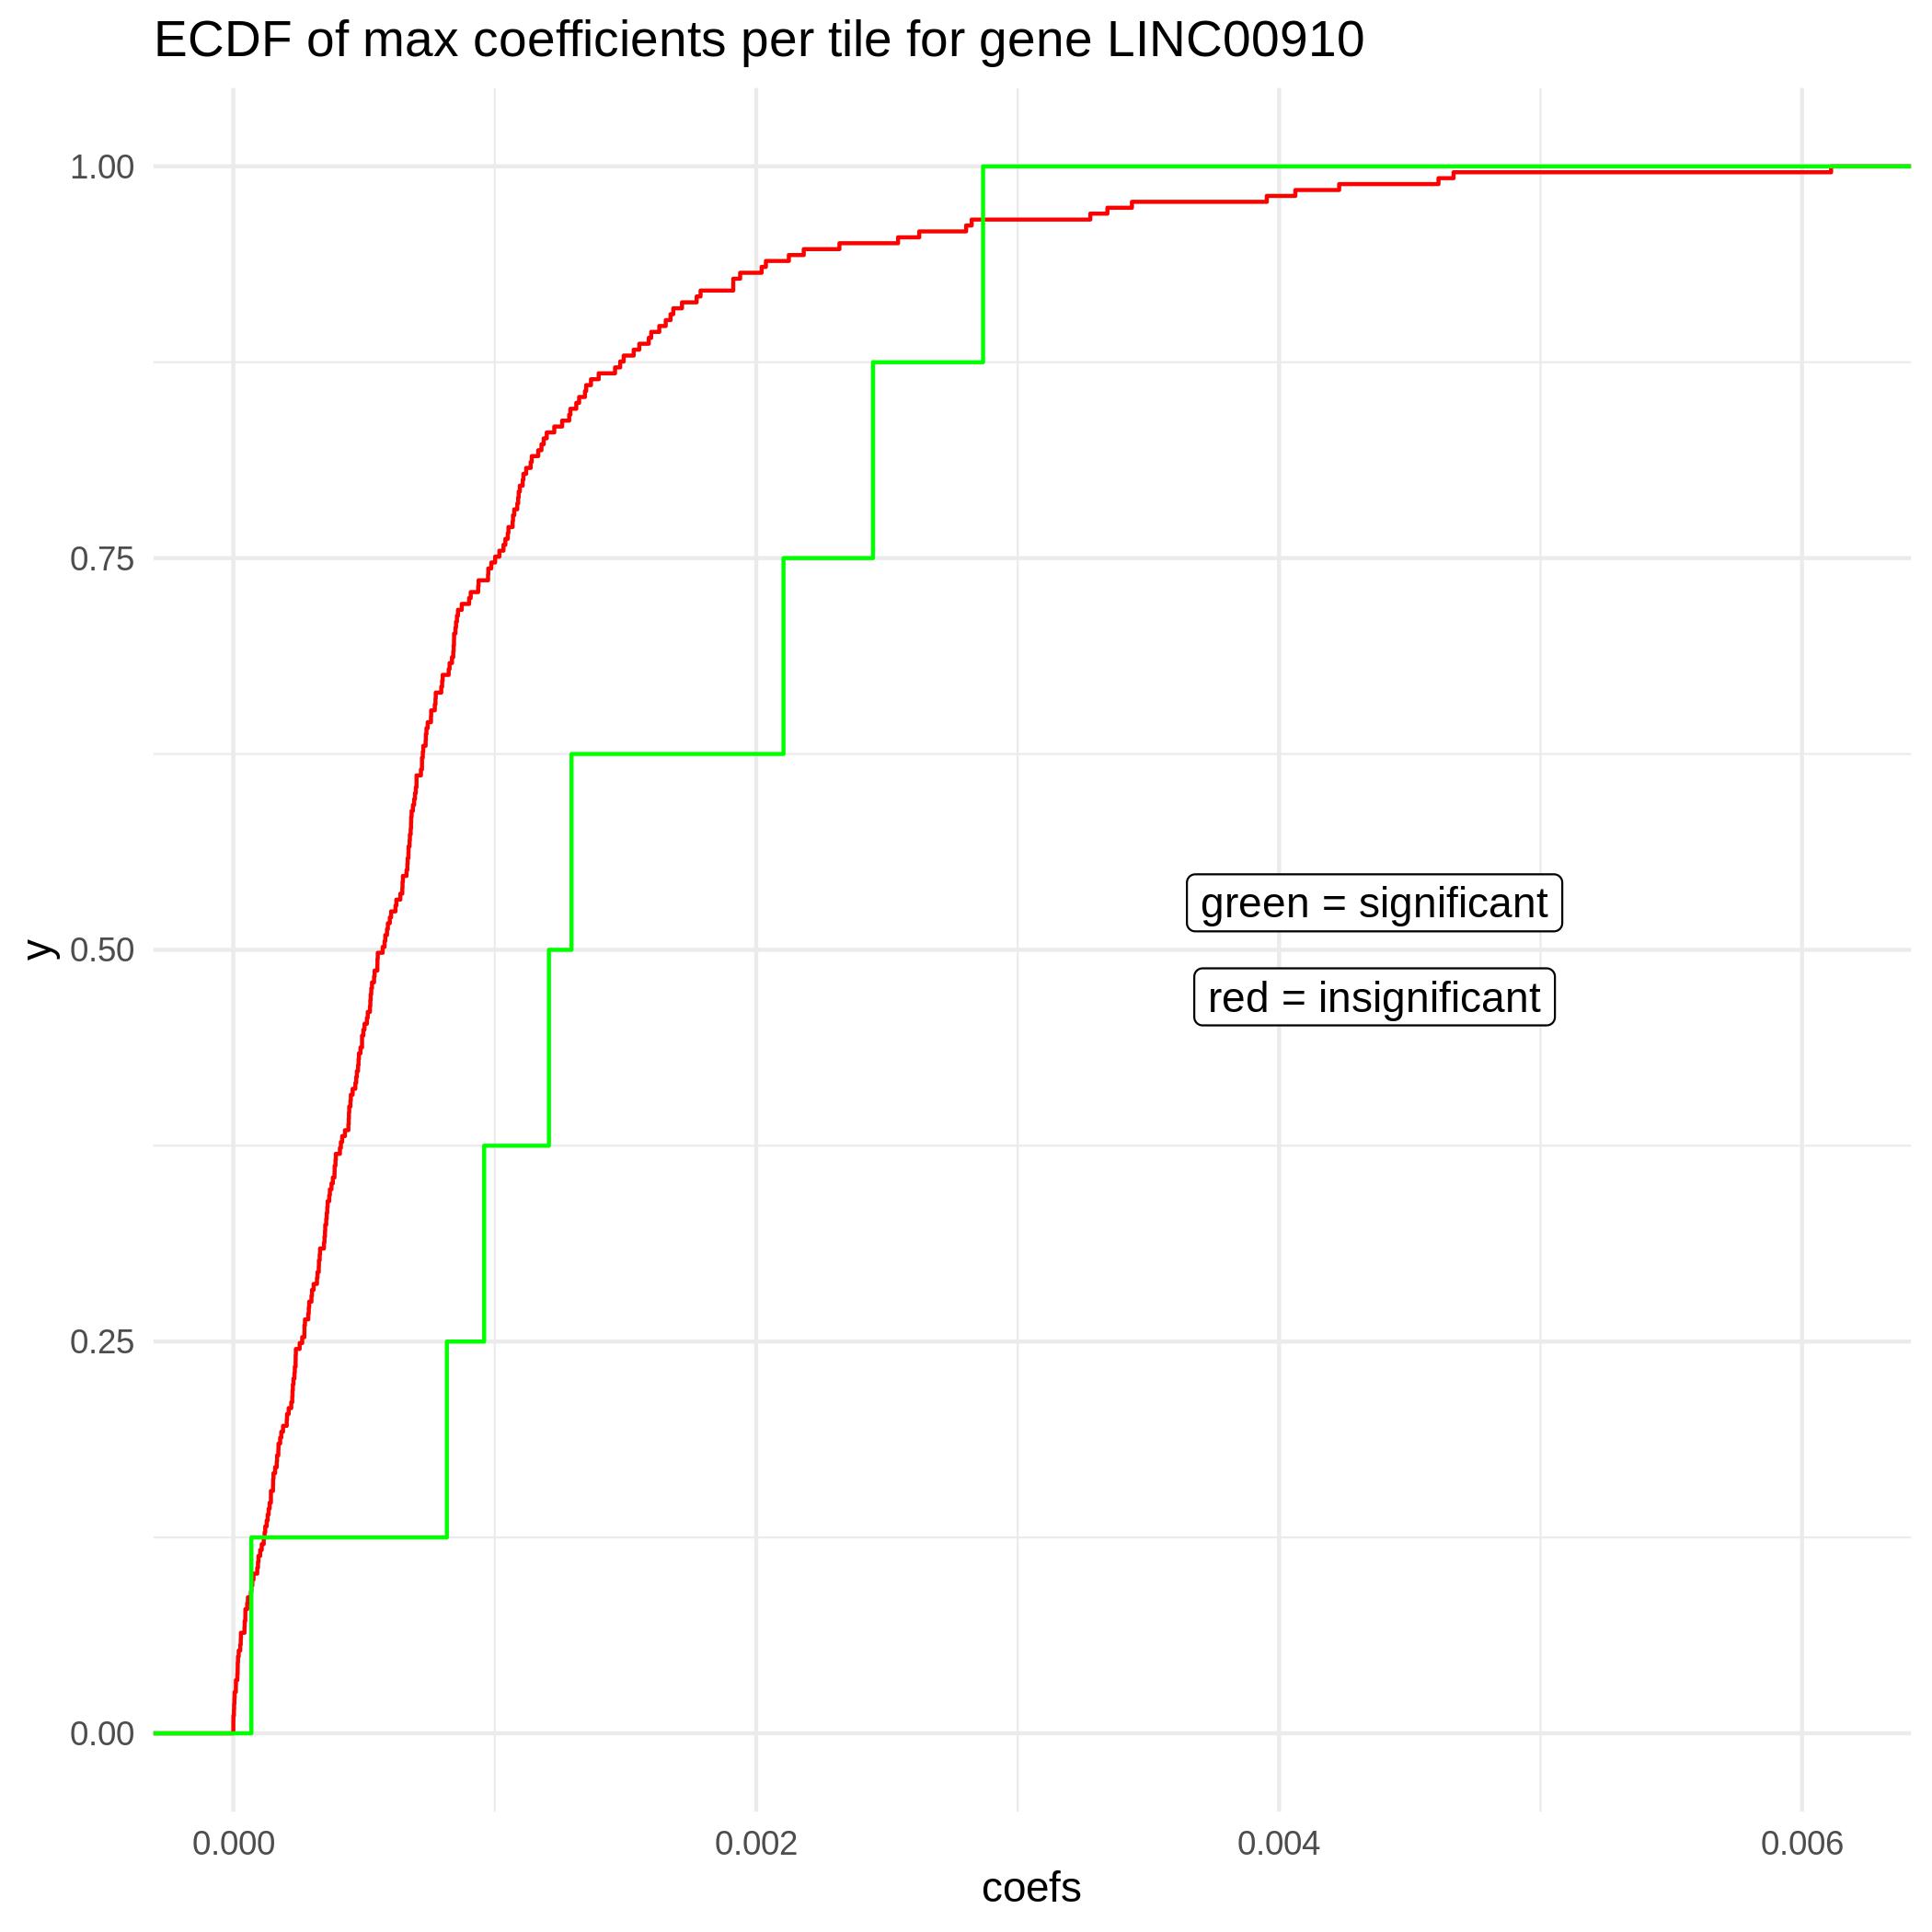 ECDF of max coefficients per tile for gene LINC00910
1.00
0.75
0.50
0.25
0.00
y
green = significant
red = insignificant
0.000
0.002
0.004
0.006
coefs